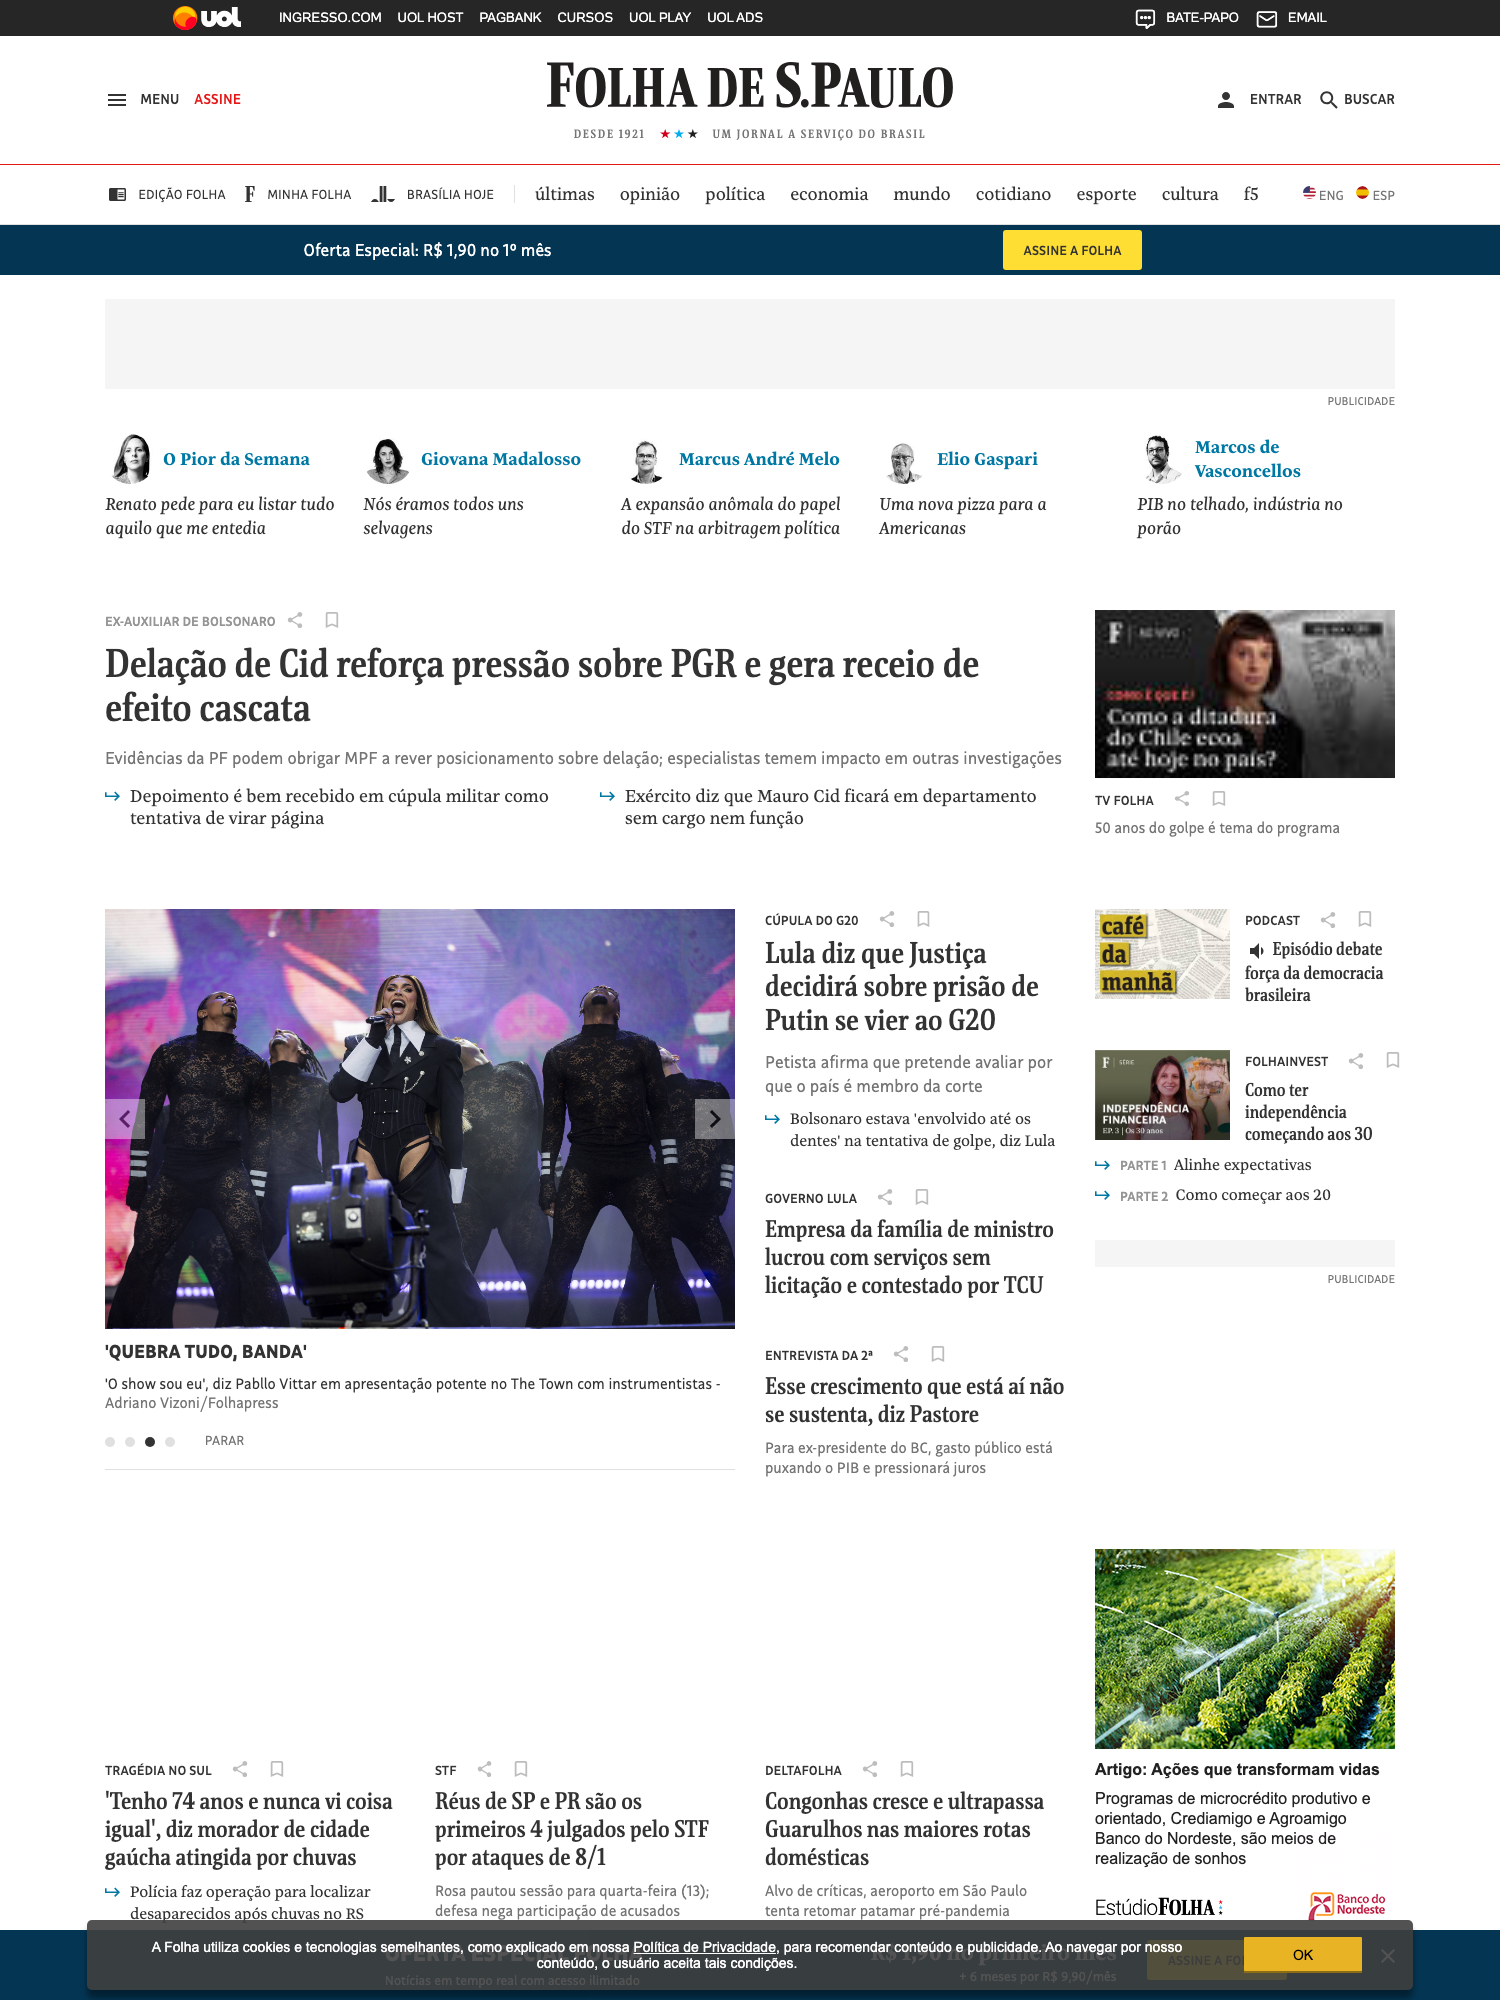 uol INGRESSO.COM UOL HOST PAGBANK CURSOS UOL PLAY UOL ADS BATE-PAPO EMAIL
MENU ASSINE
FOLHA DE S.PAULO
ENTRAR BUSCAR
DESDE 1921 ★★★ UM JORNAL A SERVIÇO DO BRASIL
EDIÇÃO FOLHA F MINHA FOLHA BRASÍLIA HOJE últimas opinião política economia mundo cotidiano esporte cultura f5 ENG ESP
Oferta Especial: R$ 1,90 no 1º mês
ASSINE A FOLHA
PUBLICIDADE
O Pior da Semana
Renato pede para eu listar tudo
aquilo que me entedia
Giovana Madalosso
Nós éramos todos uns
selvagens
Marcus André Melo
A expansão anômala do papel
do STF na arbitragem política
Elio Gaspari
Uma nova pizza para a
Americanas
Marcos de
Vasconcellos
PIB no telhado, indústria no
porão
EX-AUXILIAR DE BOLSONARO
Delação de Cid reforça pressão sobre PGR e gera receio de
efeito cascata
Evidências da PF podem obrigar MPF a rever posicionamento sobre delação; especialistas temem impacto em outras investigações
Depoimento é bem recebido em cúpula militar como
tentativa de virar página
Exército diz que Mauro Cid ficará em departamento
sem cargo nem função
F AO VIVO
COMO É QUE É?
Como a ditadura
do Chile ecoa
até hoje no país?
TV FOLHA
50 anos do golpe é tema do programa
'QUEBRA TUDO, BANDA'
'O show sou eu', diz Pabllo Vittar em apresentação potente no The Town com instrumentistas -
Adriano Vizoni/Folhapress
PARAR
CÚPULA DO G20
Lula diz que Justiça
decidirá sobre prisão de
Putin se vier ao G20
Petista afirma que pretende avaliar por
que o país é membro da corte
Bolsonaro estava 'envolvido até os
dentes' na tentativa de golpe, diz Lula
GOVERNO LULA
Empresa da família de ministro
lucrou com serviços sem
licitação e contestado por TCU
ENTREVISTA DA 2ª
Esse crescimento que está aí não
se sustenta, diz Pastore
Para ex-presidente do BC, gasto público está
puxando o PIB e pressionará juros
café
da
manhã
PODCAST
Episódio debate
força da democracia
brasileira
F SÉRIE
INDEPENDÊNCIA
FINANCEIRA
EP. 3 | Os 30 anos
FOLHAINVEST
Como ter
independência
começando aos 30
PARTE 1 Alinhe expectativas
PARTE 2 Como começar aos 20
PUBLICIDADE
TRAGÉDIA NO SUL
'Tenho 74 anos e nunca vi coisa
igual', diz morador de cidade
gaúcha atingida por chuvas
Polícia faz operação para localizar
desaparecidos após chuvas no RS
STF
Réus de SP e PR são os
primeiros 4 julgados pelo STF
por ataques de 8/1
Rosa pautou sessão para quarta-feira (13);
defesa nega participação de acusados
DELTAFOLHA
Congonhas cresce e ultrapassa
Guarulhos nas maiores rotas
domésticas
Alvo de críticas, aeroporto em São Paulo
tenta retomar patamar pré-pandemia
Artigo: Ações que transformam vidas
Programas de microcrédito produtivo e
orientado, Crediamigo e Agroamigo
Banco do Nordeste, são meios de
realização de sonhos
EstúdioFOLHA
Banco do
Nordeste
A Folha utiliza cookies e tecnologias semelhantes, como explicado em nossa Política de Privacidade, para recomendar conteúdo e publicidade. Ao navegar por nosso
conteúdo, o usuário aceita tais condições.
OK
Notícias em tempo real com acesso ilimitado
+ 6 meses por R$ 9,90/mês